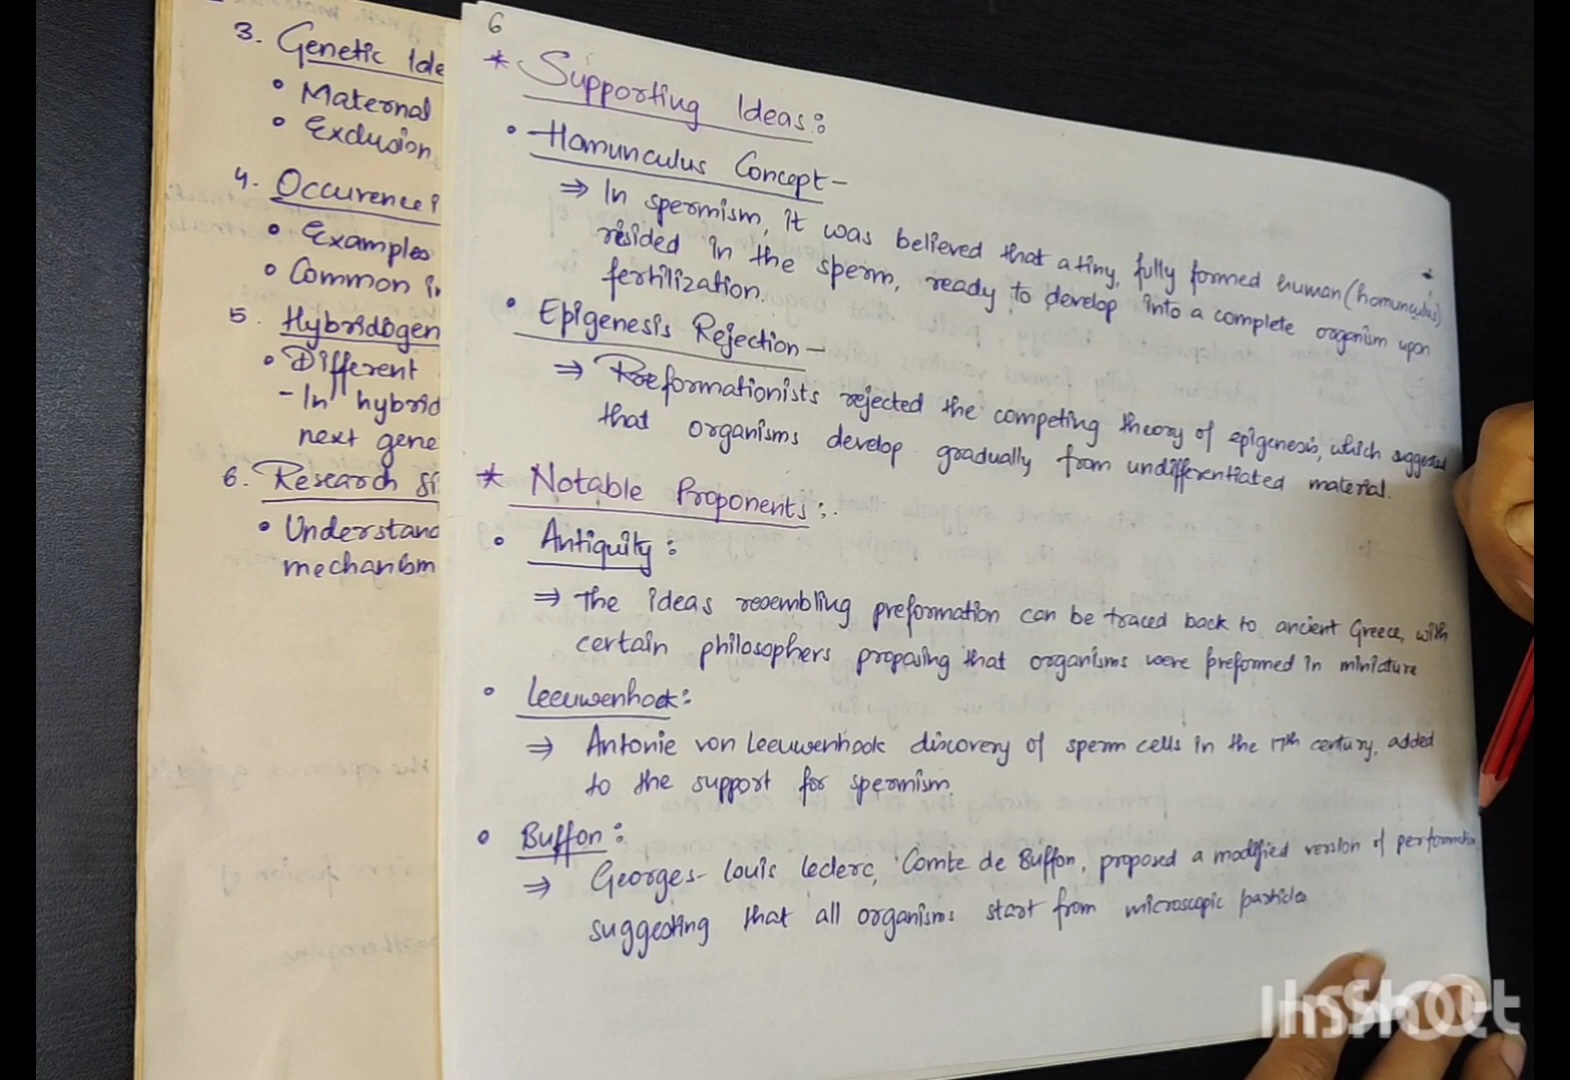 3. Genetic Ide
• Maternal
• Exclusion
4. Occurence
• Examples
• Common in
5. Hybridogen
• Different
- In hybrid
next gene
6. Research si
• Understand
mechanism
6
* Supporting Ideas:
• Homunculus Concept-
⇒ In spermism, it was believed that a tiny, fully formed human (homunculus)
resided in the sperm, ready to develop into a complete organism upon
fertilization.
• Epigenesis Rejection-
⇒ Preformationists rejected the competing theory of epigenesis, which suggested
that organisms develop gradually from undifferentiated material.
* Notable Proponents:.
• Antiquity:
⇒ The ideas resembling preformation can be traced back to ancient Greece, with
certain philosophers proposing that organisms were preformed in miniature
• Leeuwenhoek:
⇒ Antonie von Leeuwenhook discovery of sperm cells in the 17th century, added
to the support for spermism.
• Buffon:
⇒ Georges-Louis Leclerc, Comte de Buffon, proposed a modified version of performation
suggesting that all organisms start from microscopic particles
InSHOt